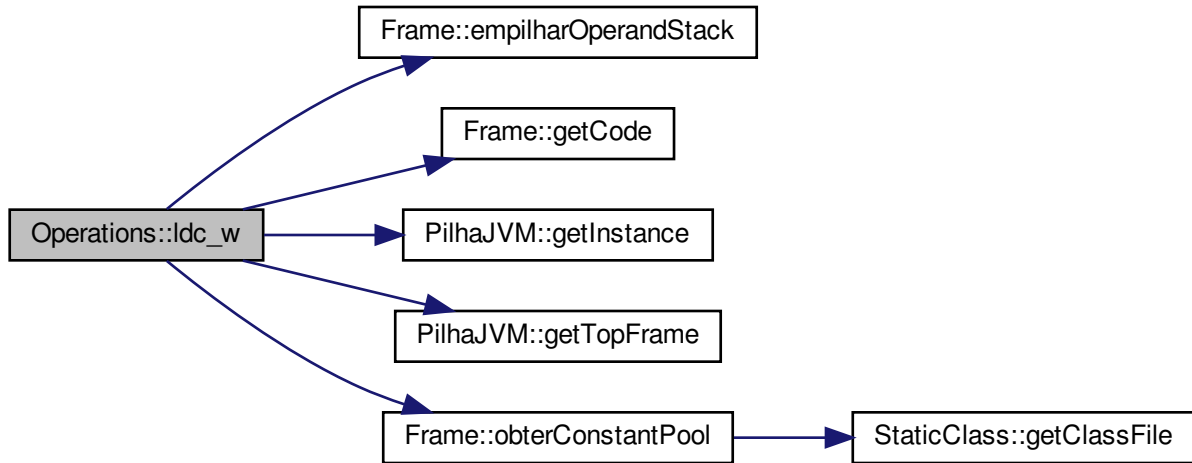 Frame::empilharOperandStack
Frame::getCode
Operations::ldc_w
PilhaJVM::getInstance
PilhaJVM::getTopFrame
Frame::obterConstantPool
StaticClass::getClassFile